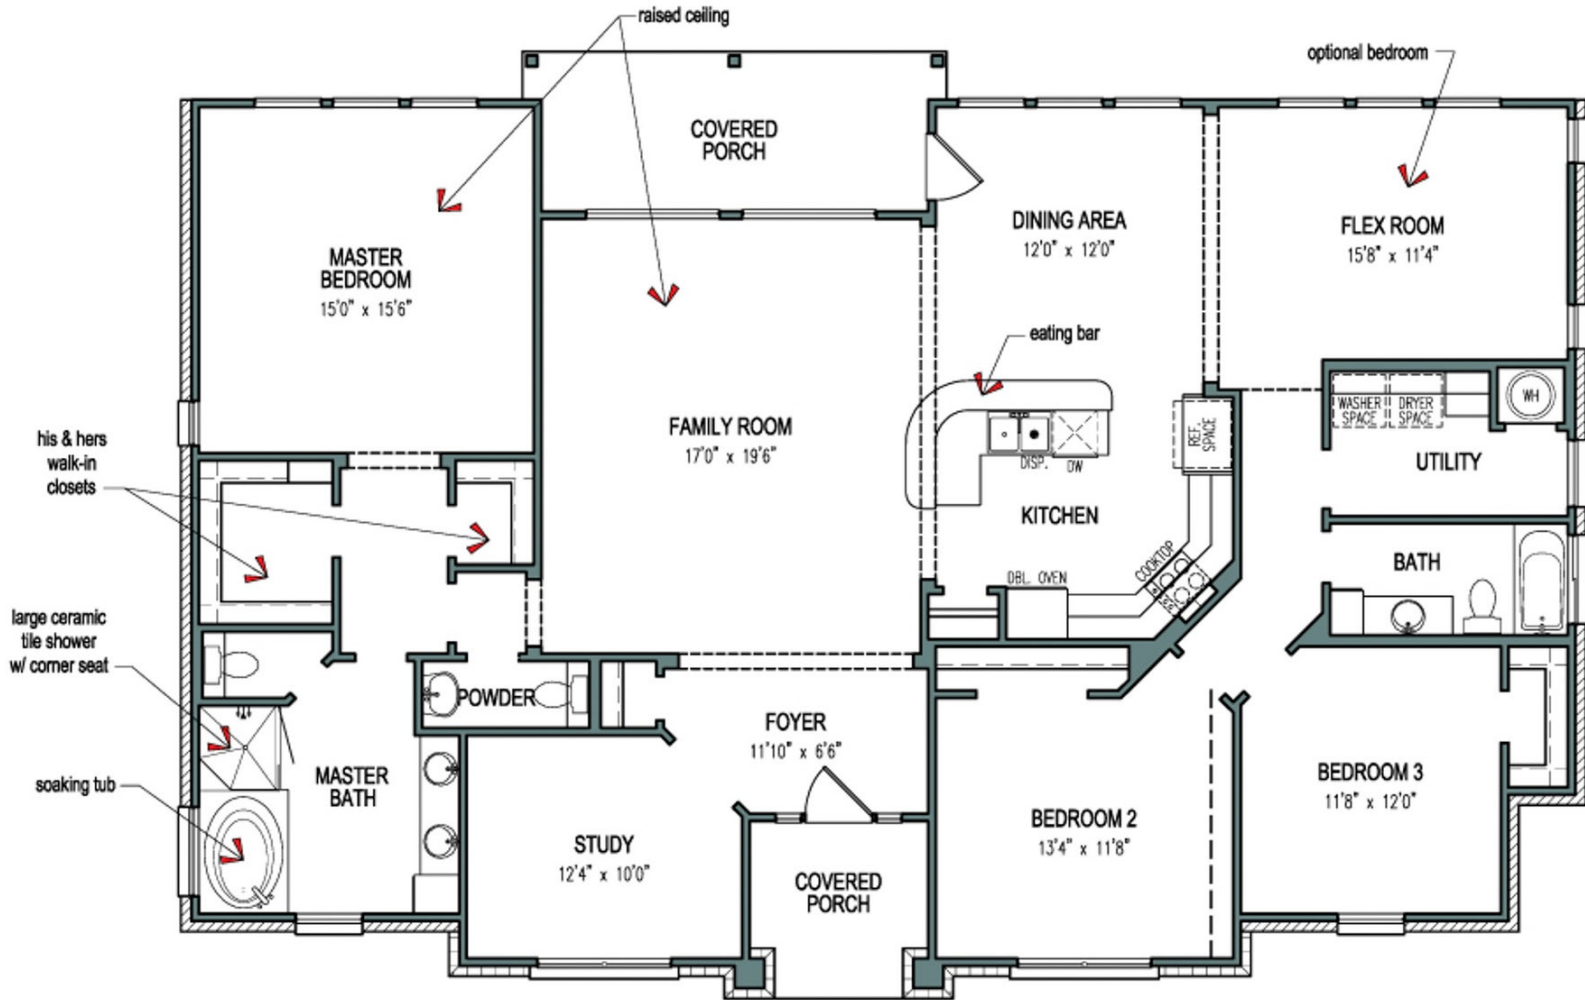 raised ceiling
optional bedroom
COVERED
PORCH
DINING AREA
12'0" x 12'0"
FLEX ROOM
15'8" x 11'4"
MASTER
BEDROOM
15'0" x 15'6"
eating bar
FAMILY ROOM
17'0" x 19'6"
his & hers
walk-in
closets
WASHER
SPACE
DRYER
SPACE
WH
REF.
SPACE
DISP.
DW
UTILITY
KITCHEN
BATH
COOKTOP
DBL. OVEN
large ceramic
tile shower
w/ corner seat
POWDER
FOYER
11'10" x 6'6"
soaking tub
MASTER
BATH
BEDROOM 3
11'8" x 12'0"
STUDY
12'4" x 10'0"
BEDROOM 2
13'4" x 11'8"
COVERED
PORCH